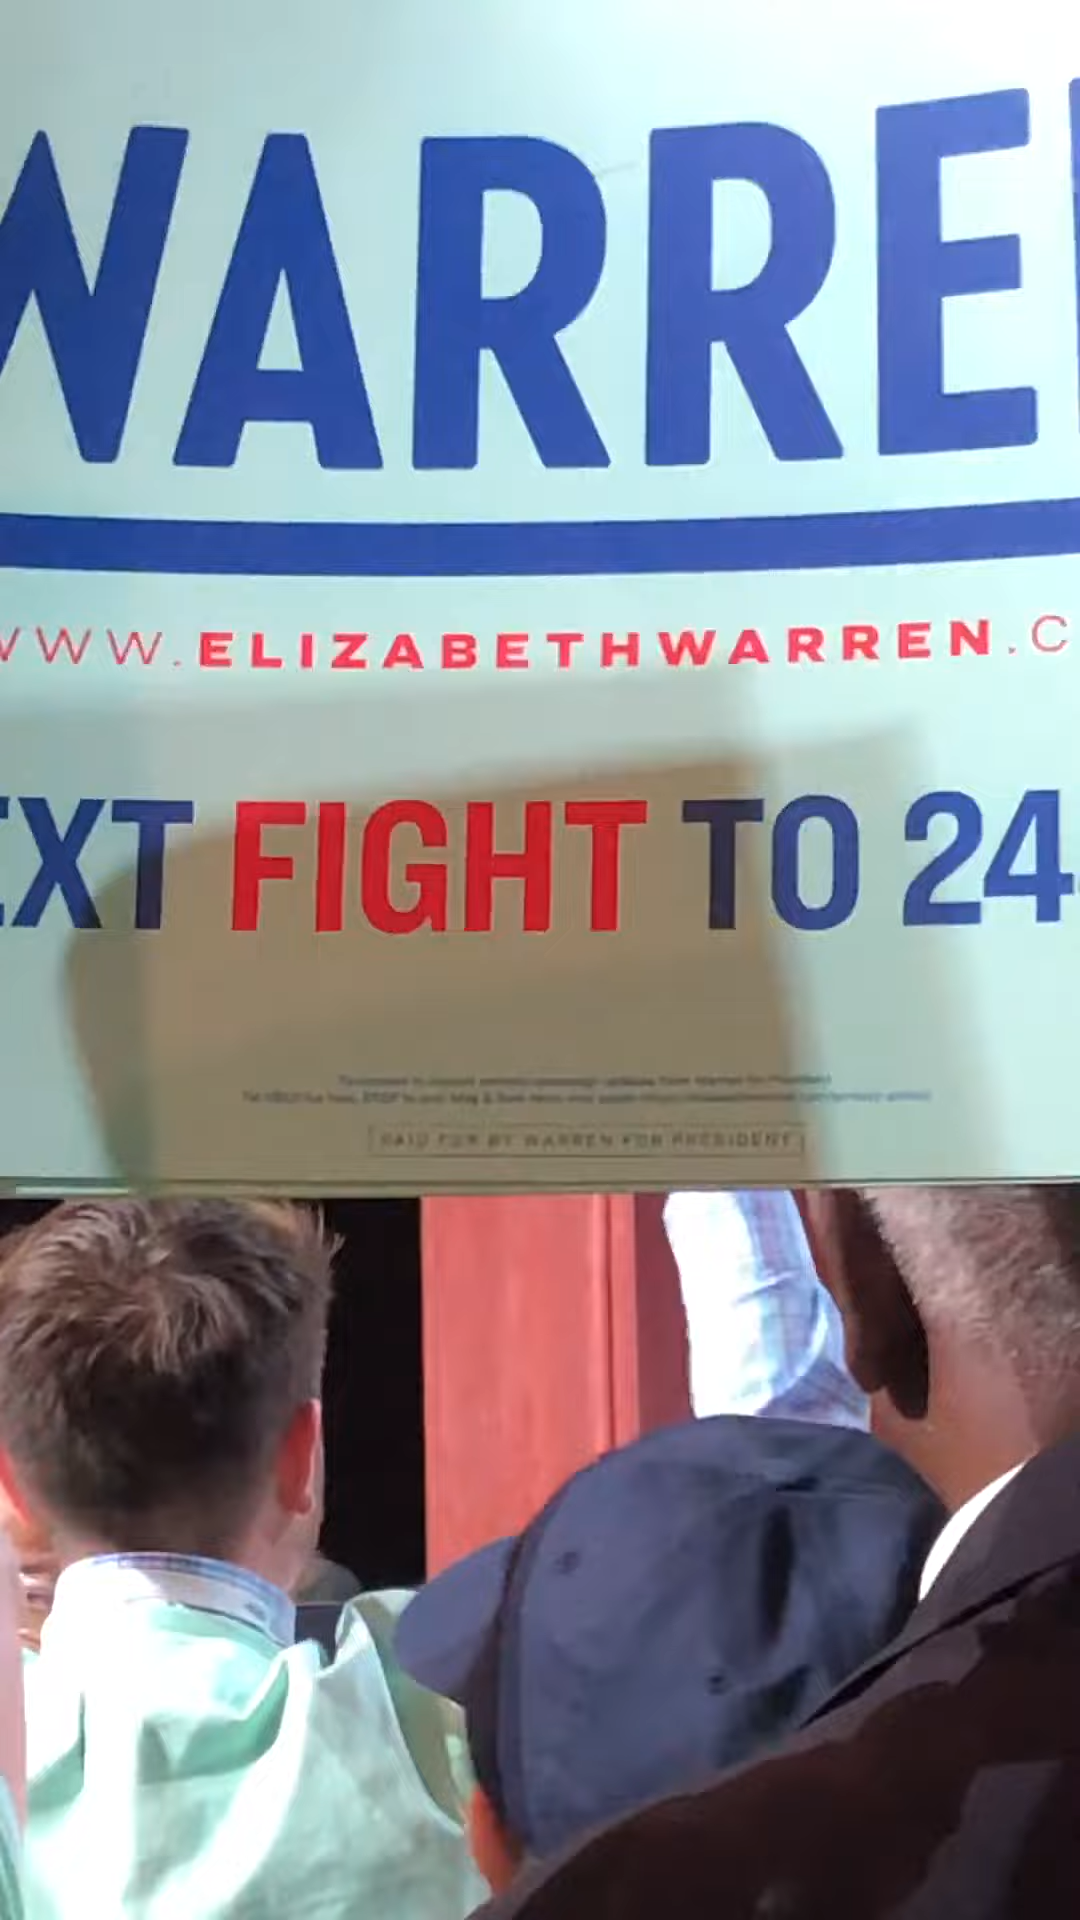 WARRE
WWW.ELIZABETHWARREN.C
EXT FIGHT TO 24
PAID FOR BY WARREN FOR PRESIDENT